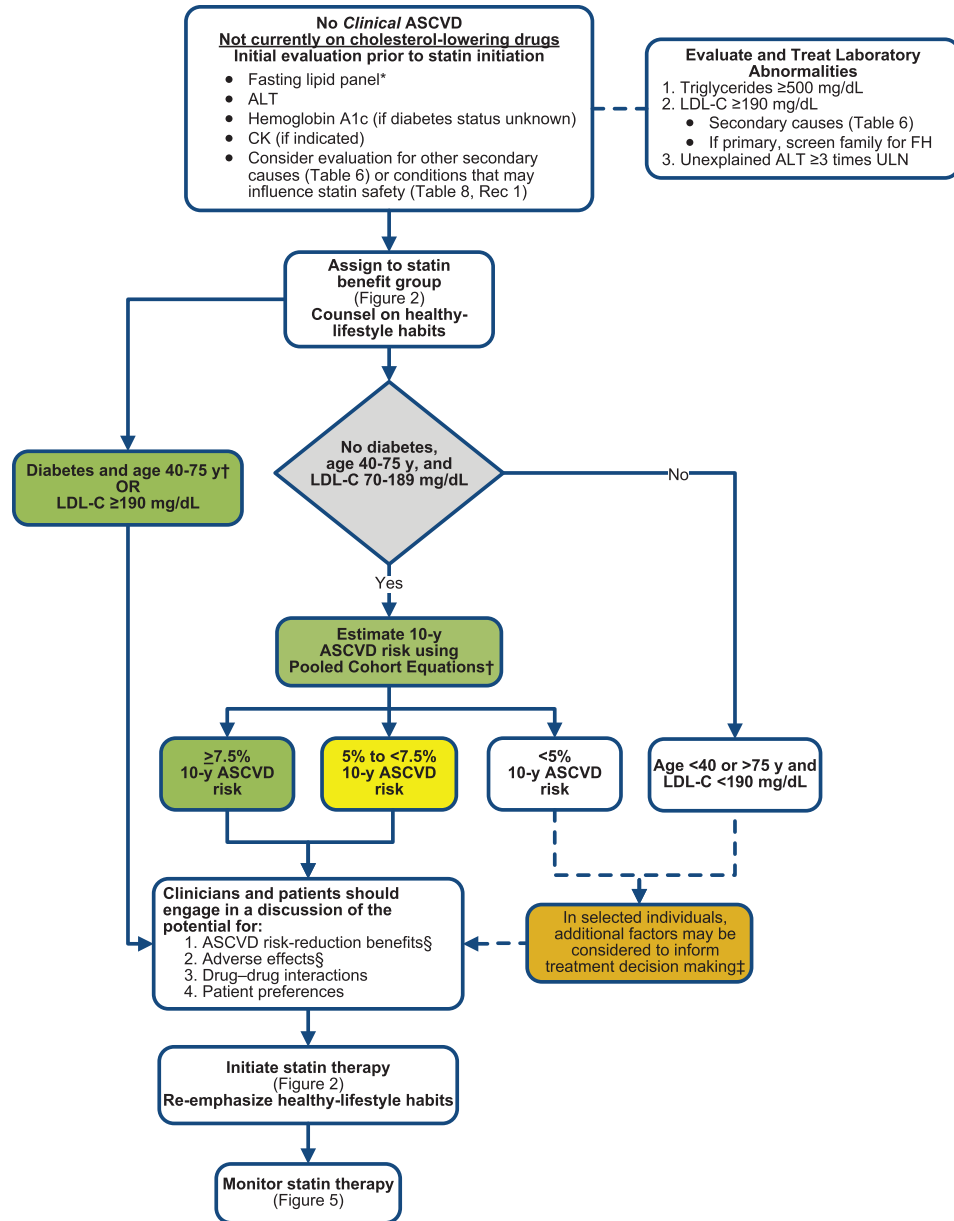 No Clinical ASCVD
Not currently on cholesterol-lowering drugs
Initial evaluation prior to statin initiation
● Fasting lipid panel*
● ALT
● Hemoglobin A1c (if diabetes status unknown)
● CK (if indicated)
● Consider evaluation for other secondary
causes (Table 6) or conditions that may
influence statin safety (Table 8, Rec 1)
Evaluate and Treat Laboratory
Abnormalities
1. Triglycerides ≥500 mg/dL
2. LDL-C ≥190 mg/dL
● Secondary causes (Table 6)
● If primary, screen family for FH
3. Unexplained ALT ≥3 times ULN
Assign to statin
benefit group
(Figure 2)
Counsel on healthy-
lifestyle habits
Diabetes and age 40-75 y†
OR
LDL-C ≥190 mg/dL
No diabetes,
age 40-75 y, and
LDL-C 70-189 mg/dL
No
Yes
Estimate 10-y
ASCVD risk using
Pooled Cohort Equations†
≥7.5%
10-y ASCVD
risk
5% to <7.5%
10-y ASCVD
risk
<5%
10-y ASCVD
risk
Age <40 or >75 y and
LDL-C <190 mg/dL
Clinicians and patients should
engage in a discussion of the
potential for:
1. ASCVD risk-reduction benefits§
2. Adverse effects§
3. Drug–drug interactions
4. Patient preferences
In selected individuals,
additional factors may be
considered to inform
treatment decision making‡
Initiate statin therapy
(Figure 2)
Re-emphasize healthy-lifestyle habits
Monitor statin therapy
(Figure 5)